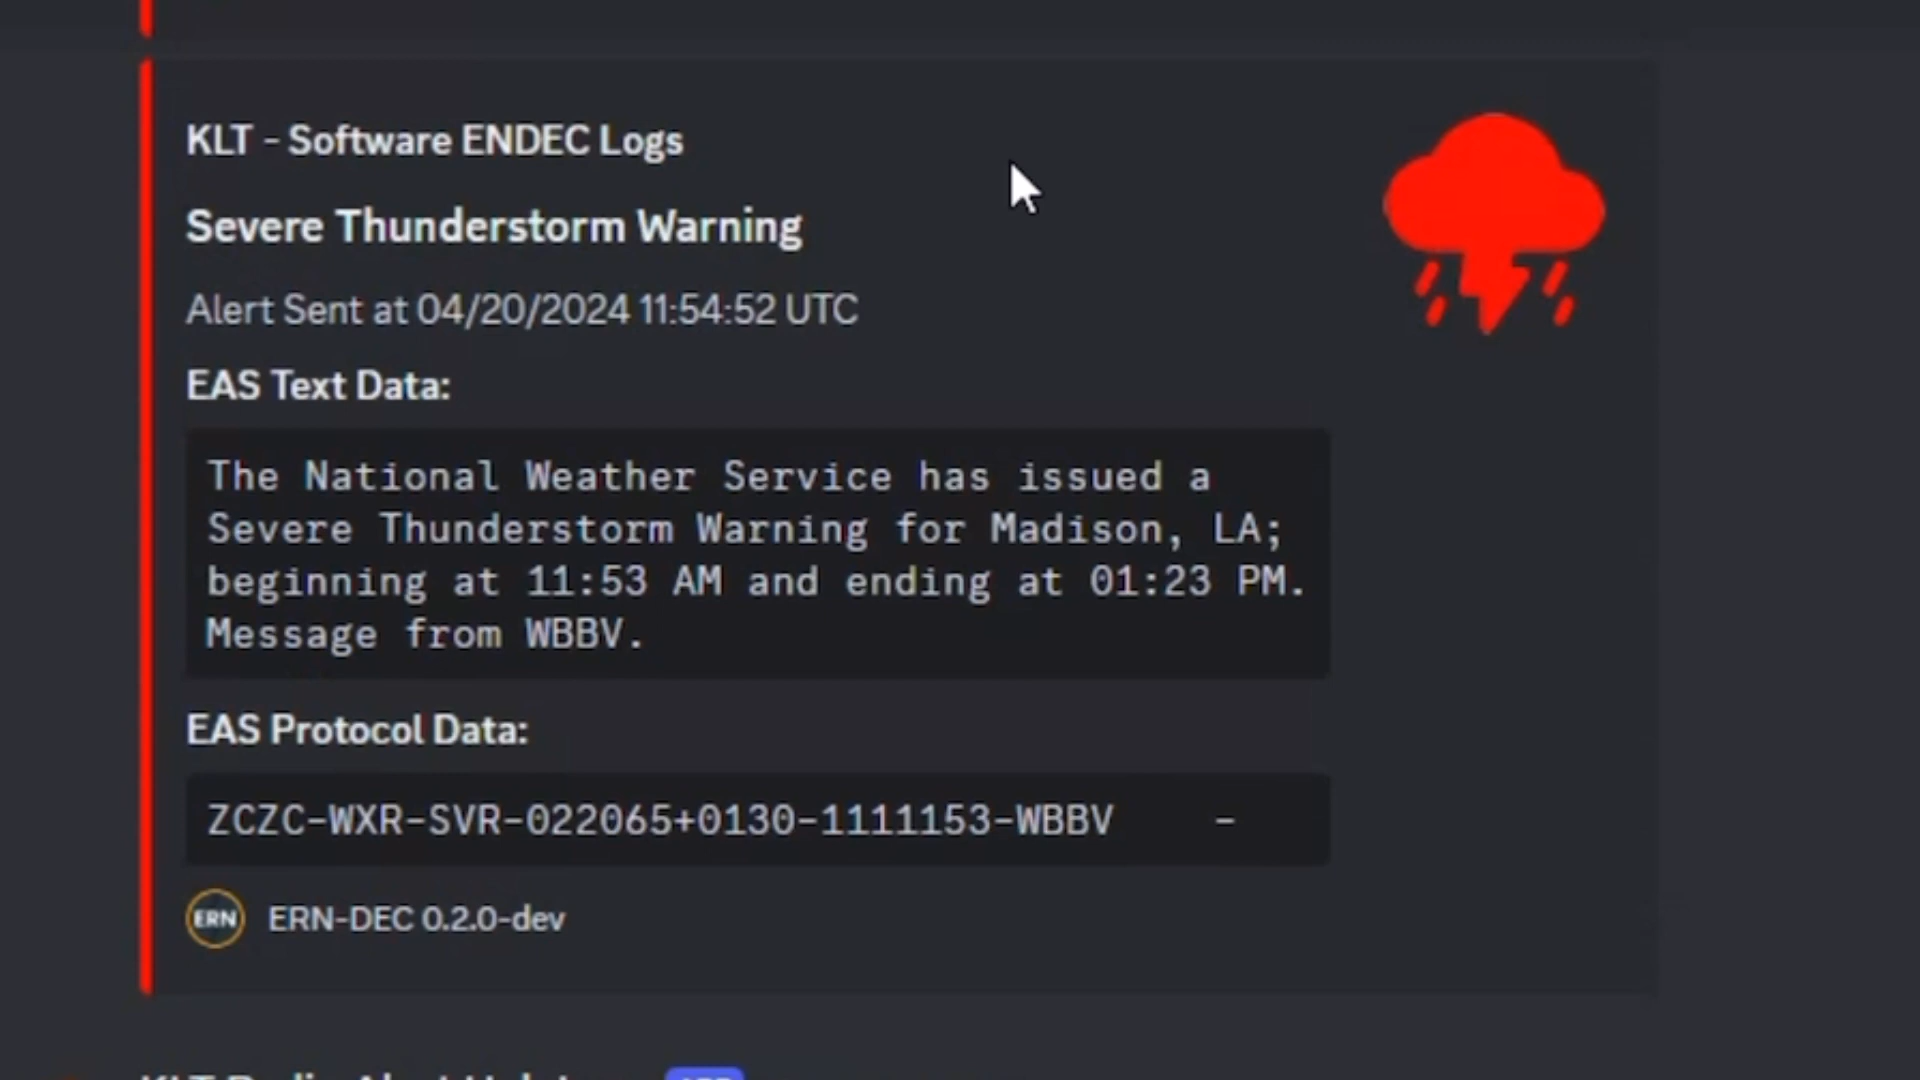 KLT - Software ENDEC Logs
Severe Thunderstorm Warning
Alert Sent at 04/20/2024 11:54:52 UTC
EAS Text Data:
The National Weather Service has issued a
Severe Thunderstorm Warning for Madison, LA;
beginning at 11:53 AM and ending at 01:23 PM.
Message from WBBV.
EAS Protocol Data:
ZCZC-WXR-SVR-022065+0130-1111153-WBBV    -
ERN ERN-DEC 0.2.0-dev